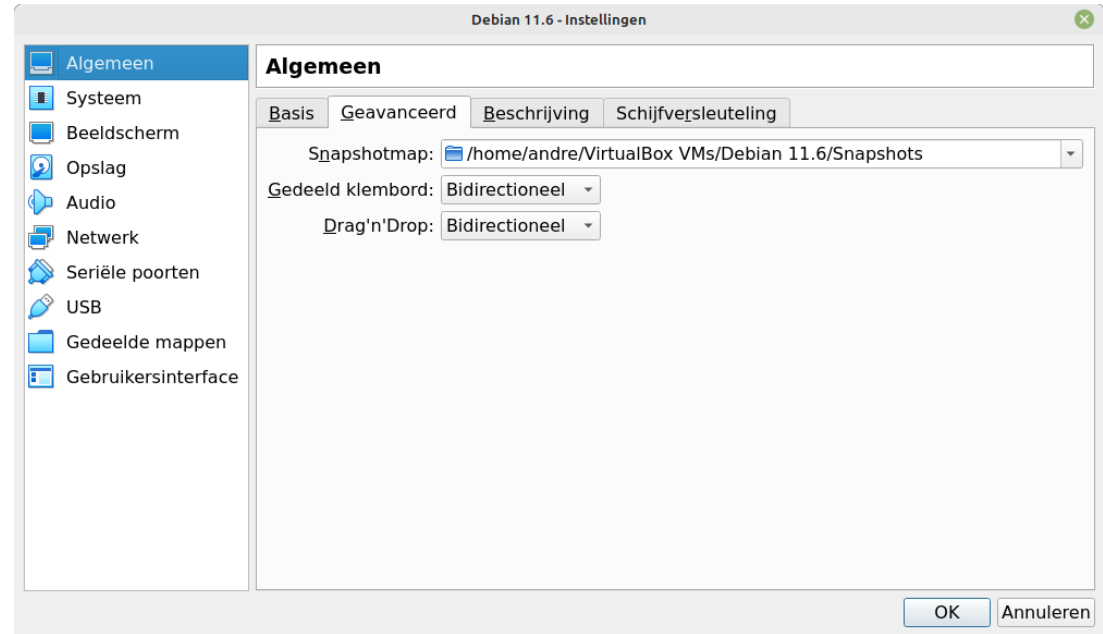 Debian 11.6 - Instellingen
Algemeen
Systeem
Beeldscherm
Opslag
Audio
Netwerk
Seriële poorten
USB
Gedeelde mappen
Gebruikersinterface
Algemeen
Basis Geavanceerd Beschrijving Schijfversleuteling
Snapshotmap: /home/andre/VirtualBox VMs/Debian 11.6/Snapshots
Gedeeld klembord: Bidirectioneel
Drag'n'Drop: Bidirectioneel
OK Annuleren